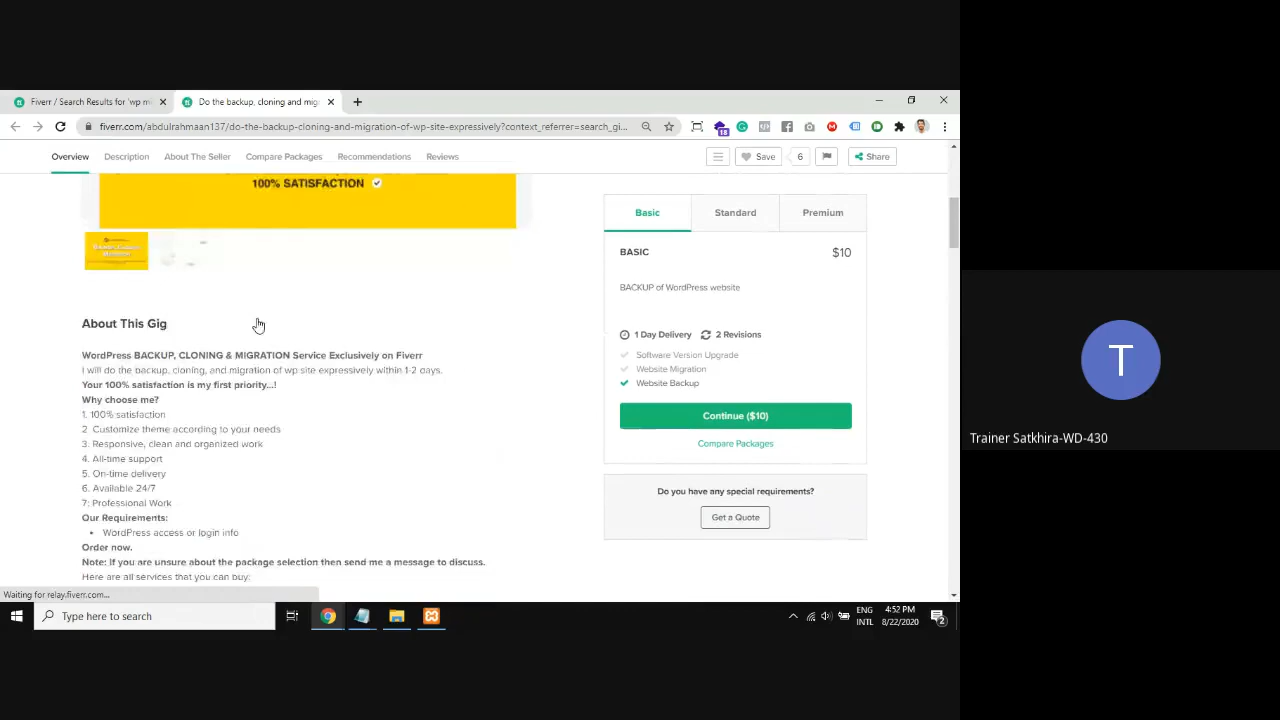 Fiverr / Search Results for 'wp m
Do the backup, cloning and mig
fiverr.com/abdulrahmaan137/do-the-backup-cloning-and-migration-of-wp-site-expressively?context_referrer=search_gi...
18
Overview
Description
About The Seller
Compare Packages
Recommendations
Reviews
Save
6
Share
100% SATISFACTION
Basic
Standard
Premium
BASIC
$10
BACKUP of WordPress website
1 Day Delivery
2 Revisions
Software Version Upgrade
Website Migration
Website Backup
Continue ($10)
Compare Packages
Do you have any special requirements?
Get a Quote
About This Gig
WordPress BACKUP, CLONING & MIGRATION Service Exclusively on Fiverr
I will do the backup, cloning, and migration of wp site expressively within 1-2 days.
Your 100% satisfaction is my first priority...!
Why choose me?
1. 100% satisfaction
2 Customize theme according to your needs
3. Responsive, clean and organized work
4. All-time support
5. On-time delivery
6. Available 24/7
7. Professional Work
Our Requirements:
• WordPress access or login info
Order now.
Note: If you are unsure about the package selection then send me a message to discuss.
Here are all services that you can buy:
Waiting for relay.fiverr.com...
Type here to search
ENG
INTL
4:52 PM
8/22/2020
2
T
Trainer Satkhira-WD-430